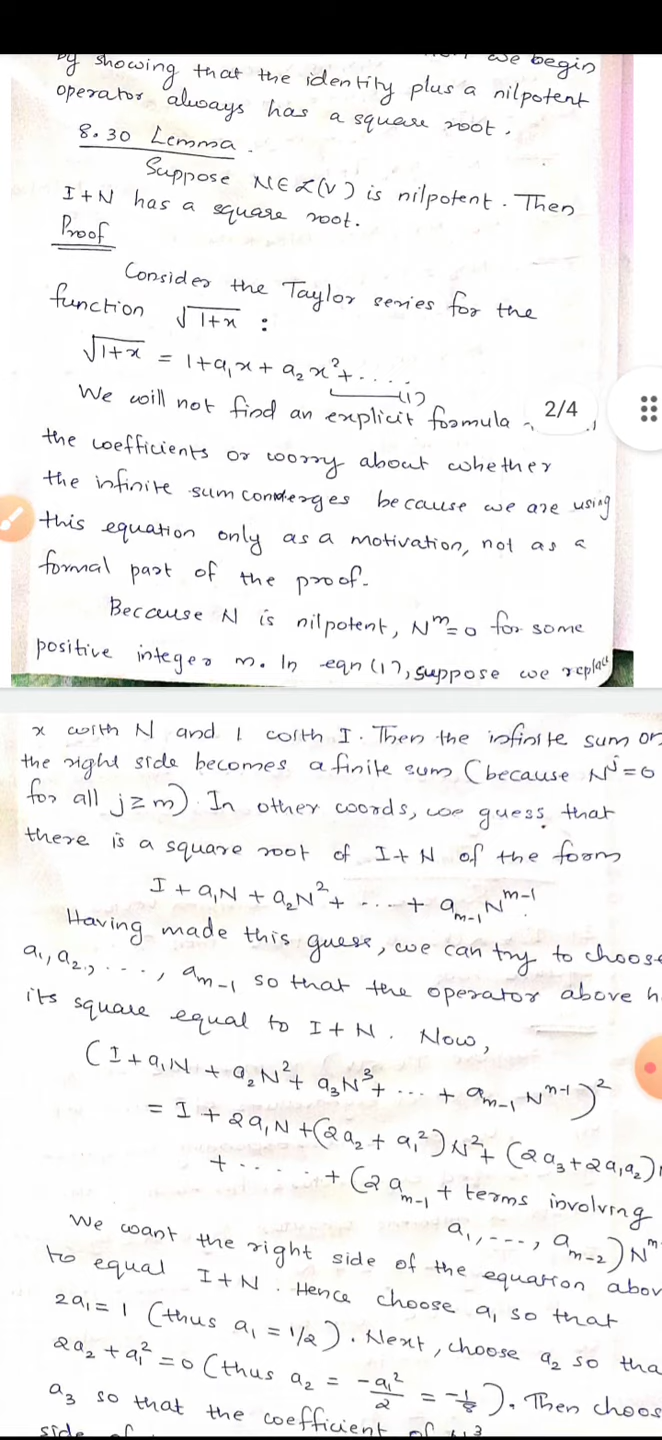 by showing that the identity plus a nilpotent we begin
operator always has a square root.
8.30 Lemma.
Suppose N∈L(V) is nilpotent. Then
I+N has a square root.
Proof
Consider the Taylor series for the
function √1+x :
√1+x = 1+a₁x + a₂x²+ . . . .
(1)
We will not find an explicit formula
2/4
the coefficients or worry about whether
the infinite sum converges because we are using
this equation only as a motivation, not as a
formal part of the proof.
Because N is nilpotent, Nᵐ=0 for some
positive integer m. In eqn (1), suppose we replace
x with N and 1 with I. Then the infinite sum on
the right side becomes a finite sum (because Nʲ=0
for all j≥m). In other words, we guess that
there is a square root of I+N of the form
I + a₁N + a₂N² + . . . + aₘ₋₁Nᵐ⁻¹.
Having made this guess, we can try to choose
a₁, a₂, . . . , aₘ₋₁ so that the operator above h
its square equal to I+N. Now,
(I+a₁N + a₂N²+ a₃N³+ . . . + aₘ₋₁Nᵐ⁻¹)²
= I + 2a₁N +(2a₂ + a₁²)N²+ (2a₃+2a₁a₂)
+ . . . . . + (2aₘ₋₁ + terms involving
a₁, ---, aₘ₋₂)Nᵐ
We want the right side of the equation abov
to equal I+N. Hence choose a₁ so that
2a₁=1 (thus a₁=1/2). Next, choose a₂ so tha
2a₂+a₁²=0 (thus a₂ = -a₁²/2 = -1/8). Then choos
a₃ so that the coefficient of N³
side of